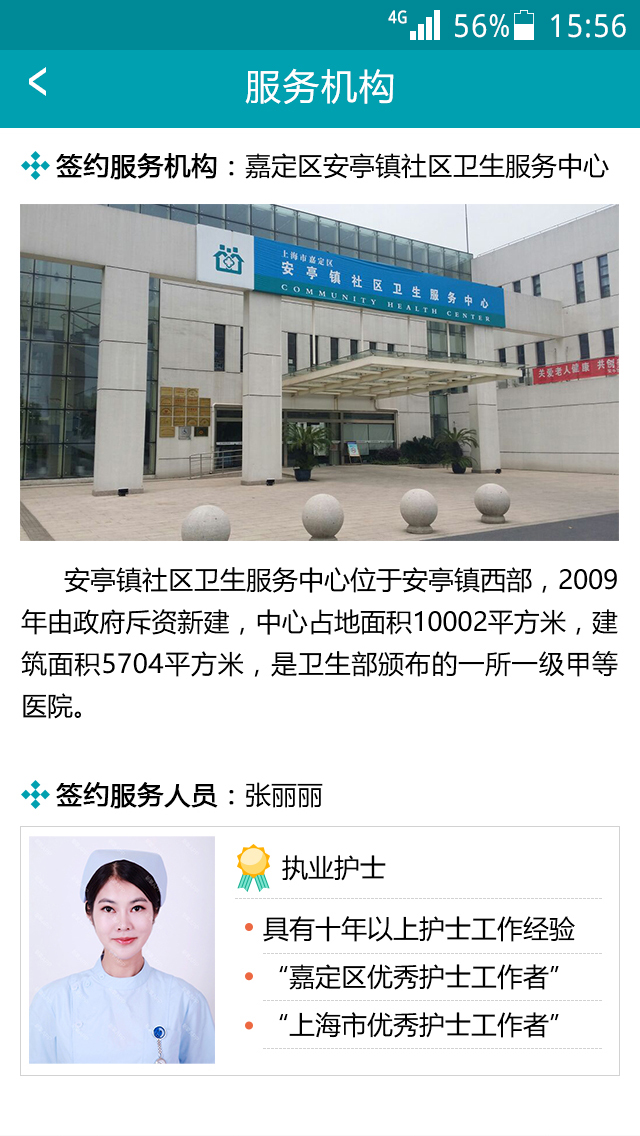 4G 56% 15:56
服务机构
签约服务机构：嘉定区安亭镇社区卫生服务中心
上海市嘉定区
安亭镇社区卫生服务中心
COMMUNITY HEALTH CENTER
关爱老人健康 共创
安亭镇社区卫生服务中心位于安亭镇西部，2009
年由政府斥资新建，中心占地面积10002平方米，建
筑面积5704平方米，是卫生部颁布的一所一级甲等
医院。
签约服务人员：张丽丽
执业护士
具有十年以上护士工作经验
“嘉定区优秀护士工作者”
“上海市优秀护士工作者”